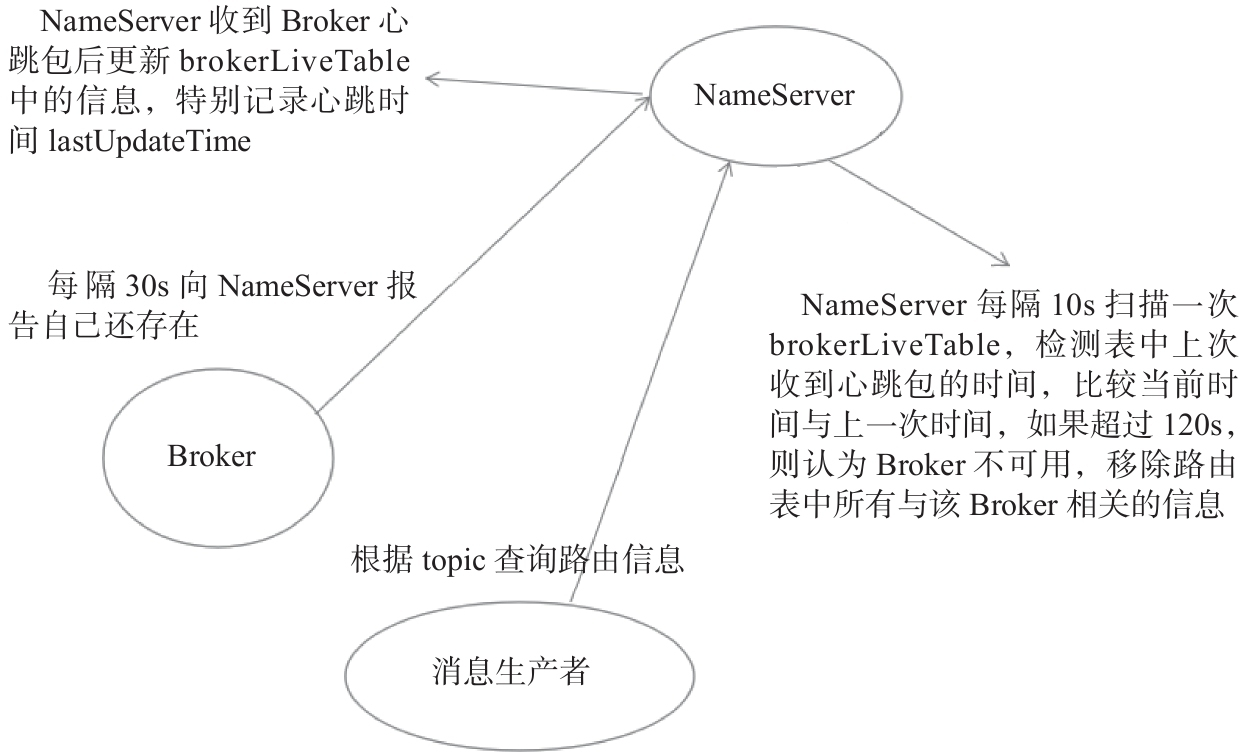 NameServer 收到 Broker 心
跳包后更新 brokerLiveTable
中的信息，特别记录心跳时
间 lastUpdateTime
NameServer
每隔 30s 向 NameServer 报
告自己还存在
Broker
NameServer 每隔 10s 扫描一次
brokerLiveTable，检测表中上次
收到心跳包的时间，比较当前时
间与上一次时间，如果超过 120s，
则认为 Broker 不可用，移除路由
表中所有与该 Broker 相关的信息
根据 topic 查询路由信息
消息生产者